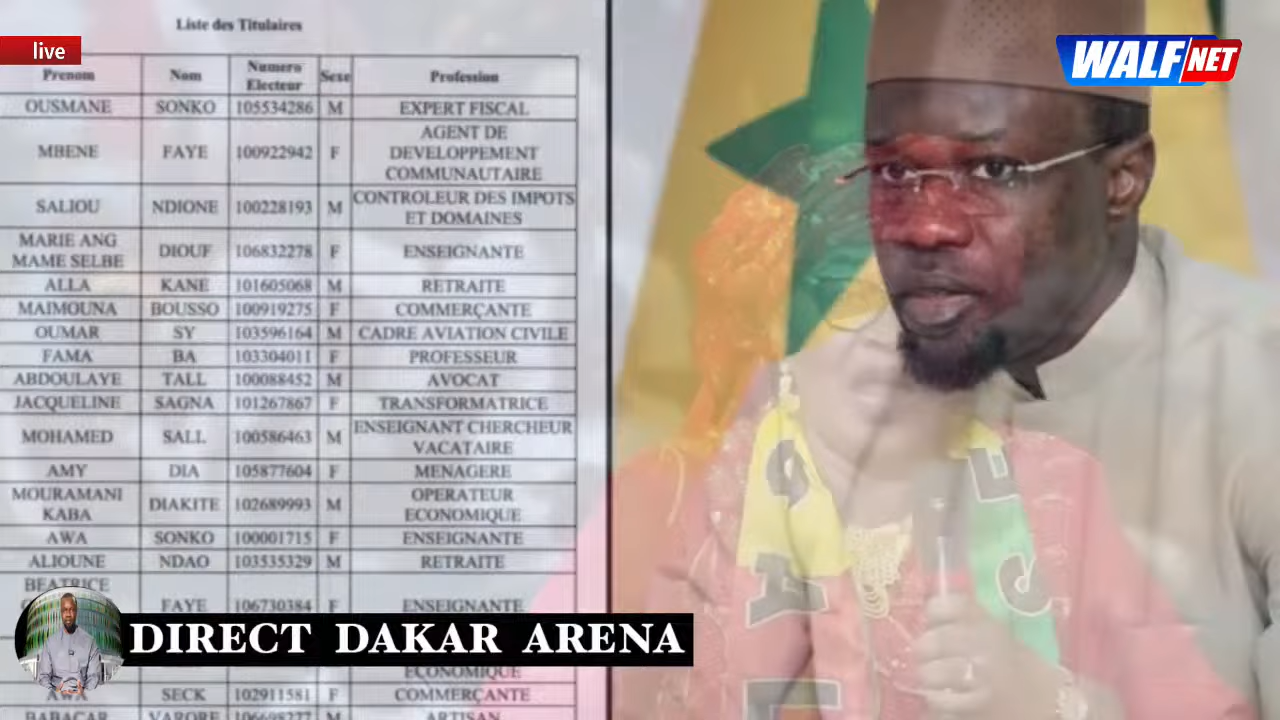 Liste des Titulaires
live
Prenom Nom Numero Electeur Sexe Profession
OUSMANE SONKO 105534286 M EXPERT FISCAL
MBENE FAYE 100922942 F AGENT DE DEVELOPPEMENT COMMUNAUTAIRE
SALIOU NDIONE 100228193 M CONTROLEUR DES IMPOTS ET DOMAINES
MARIE ANG MAME SELBE DIOUF 106832278 F ENSEIGNANTE
ALLA KANE 101605068 M RETRAITE
MAIMOUNA BOUSSO 100919275 F COMMERÇANTE
OUMAR SY 103596164 M CADRE AVIATION CIVILE
FAMA BA 103304011 F PROFESSEUR
ABDOULAYE TALL 100088452 M AVOCAT
JACQUELINE SAGNA 101267867 F TRANSFORMATRICE
MOHAMED SALL 100586463 M ENSEIGNANT CHERCHEUR VACATAIRE
AMY DIA 105877604 F MENAGERE
MOURAMANI KABA DIAKITE 102689993 M OPERATEUR ECONOMIQUE
AWA SONKO 100001715 F ENSEIGNANTE
ALIOUNE NDAO 103535329 M RETRAITE
BEATRICE FAYE 106730384 F ENSEIGNANTE
ECONOMIQUE
SECK 102911581 F COMMERÇANTE
BABACAR M ARTISAN
DIRECT DAKAR ARENA
WALF NET